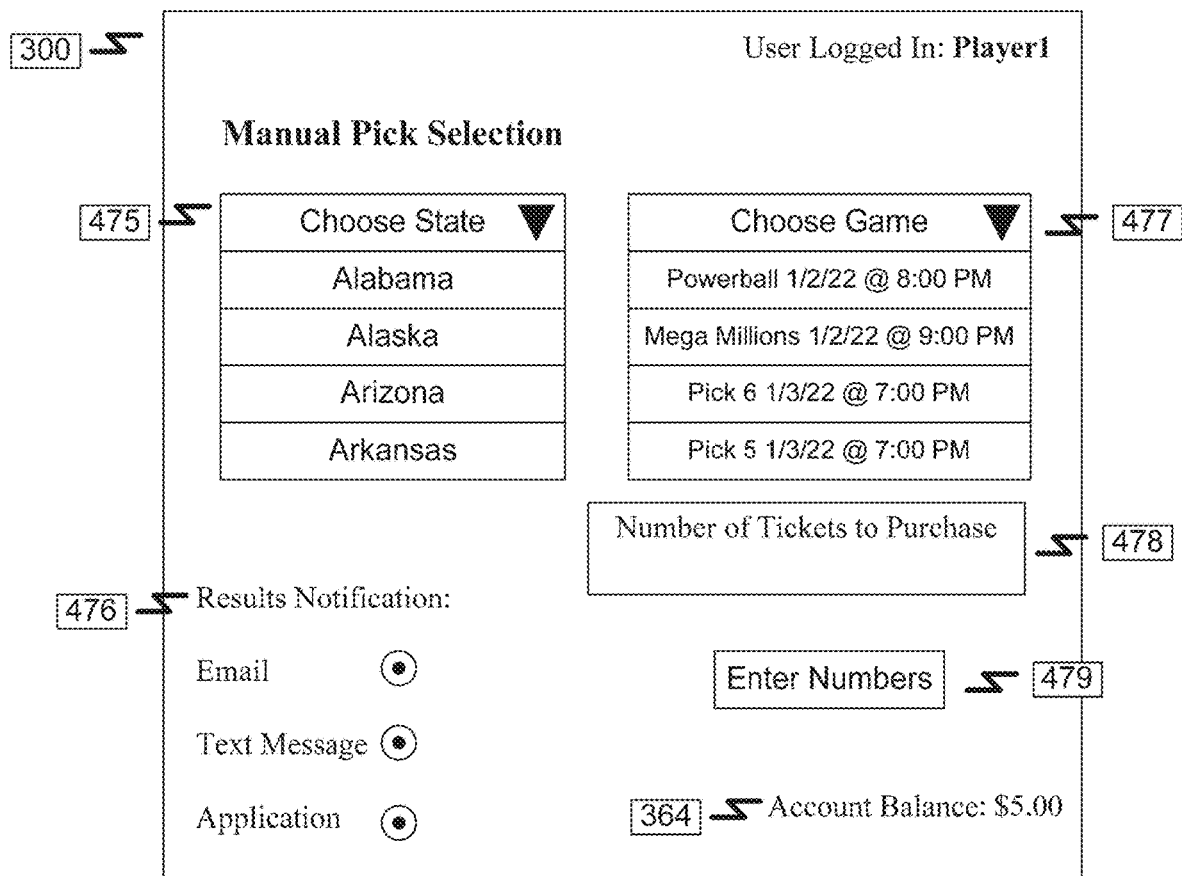 300
User Logged In: Player1
Manual Pick Selection
475
Choose State
Choose Game
477
Alabama
Powerball 1/2/22 @ 8:00 PM
Alaska
Mega Millions 1/2/22 @ 9:00 PM
Arizona
Pick 6 1/3/22 @ 7:00 PM
Arkansas
Pick 5 1/3/22 @ 7:00 PM
Number of Tickets to Purchase
478
476
Results Notification:
Email
Enter Numbers
479
Text Message
Application
364
Account Balance: $5.00